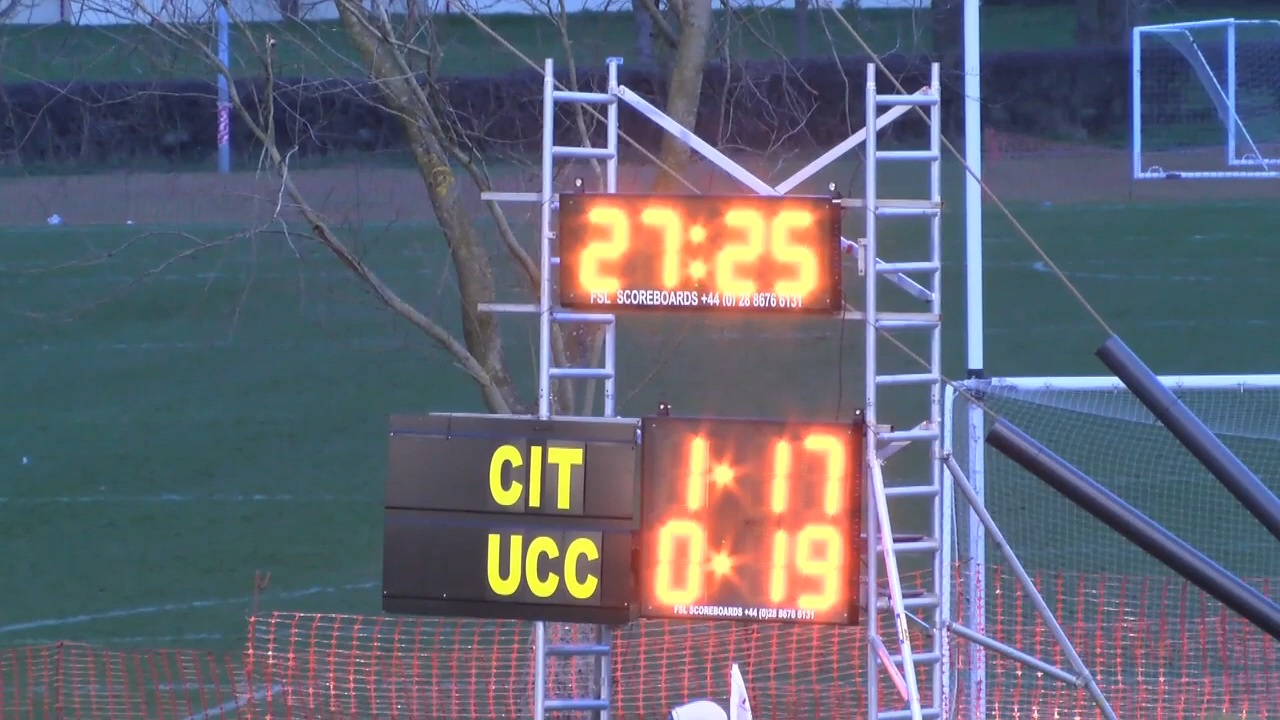 27:25
FSL SCOREBOARDS +44 (0) 28 8676 6131
CIT 1·17
UCC 0·19
FSL SCOREBOARDS +44 (0)28 8676 6131